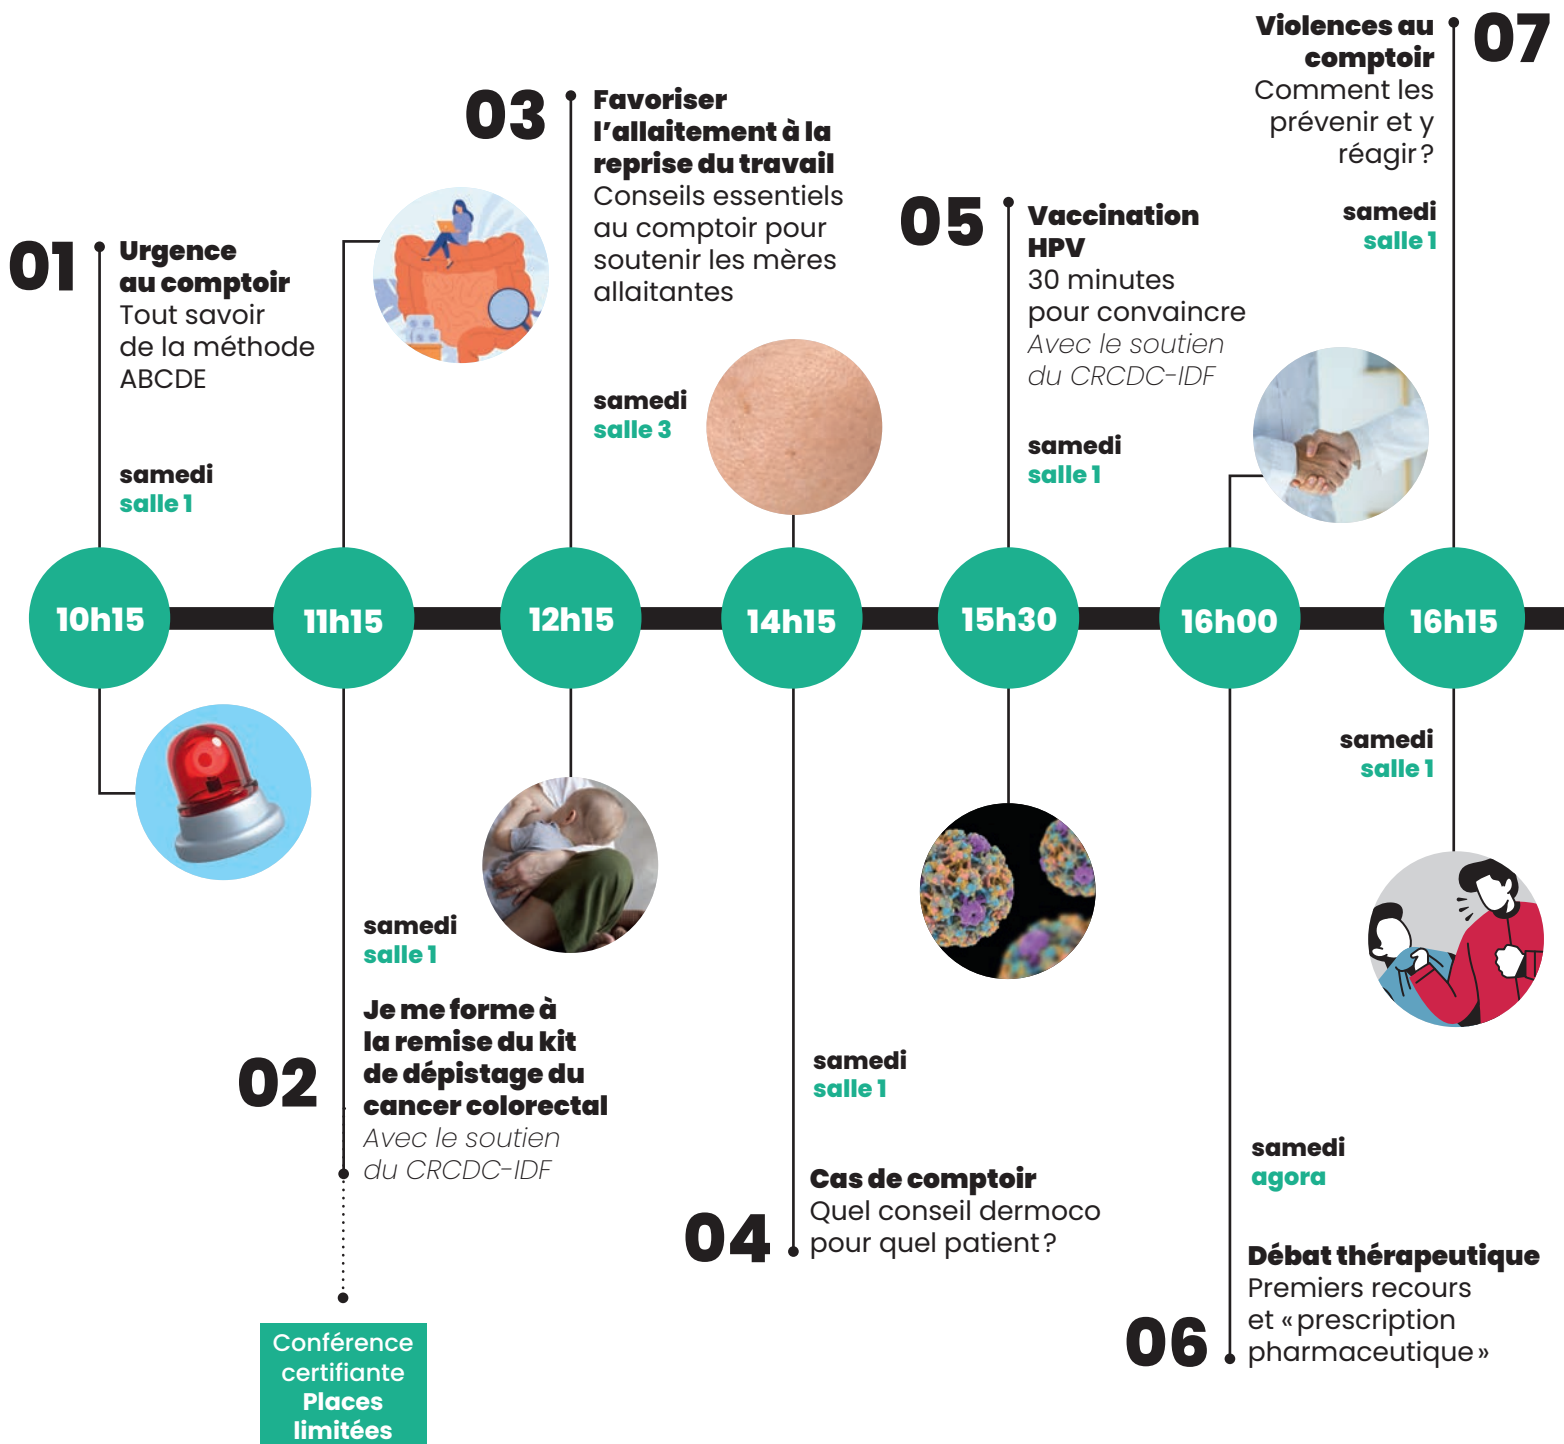 01
Urgence
au comptoir
Tout savoir
de la méthode
ABCDE
samedi
salle 1
10h15
11h15
samedi
salle 1
02
Je me forme à
la remise du kit
de dépistage du
cancer colorectal
Avec le soutien
du CRCDC-IDF
Conférence
certifiante
Places
limitées
03
Favoriser
l’allaitement à la
reprise du travail
Conseils essentiels
au comptoir pour
soutenir les mères
allaitantes
samedi
salle 3
12h15
14h15
samedi
salle 1
04
Cas de comptoir
Quel conseil dermoco
pour quel patient ?
05
Vaccination
HPV
30 minutes
pour convaincre
Avec le soutien
du CRCDC-IDF
samedi
salle 1
15h30
16h00
samedi
agora
06
Débat thérapeutique
Premiers recours
et « prescription
pharmaceutique »
07
Violences au
comptoir
Comment les
prévenir et y
réagir ?
samedi
salle 1
16h15
samedi
salle 1